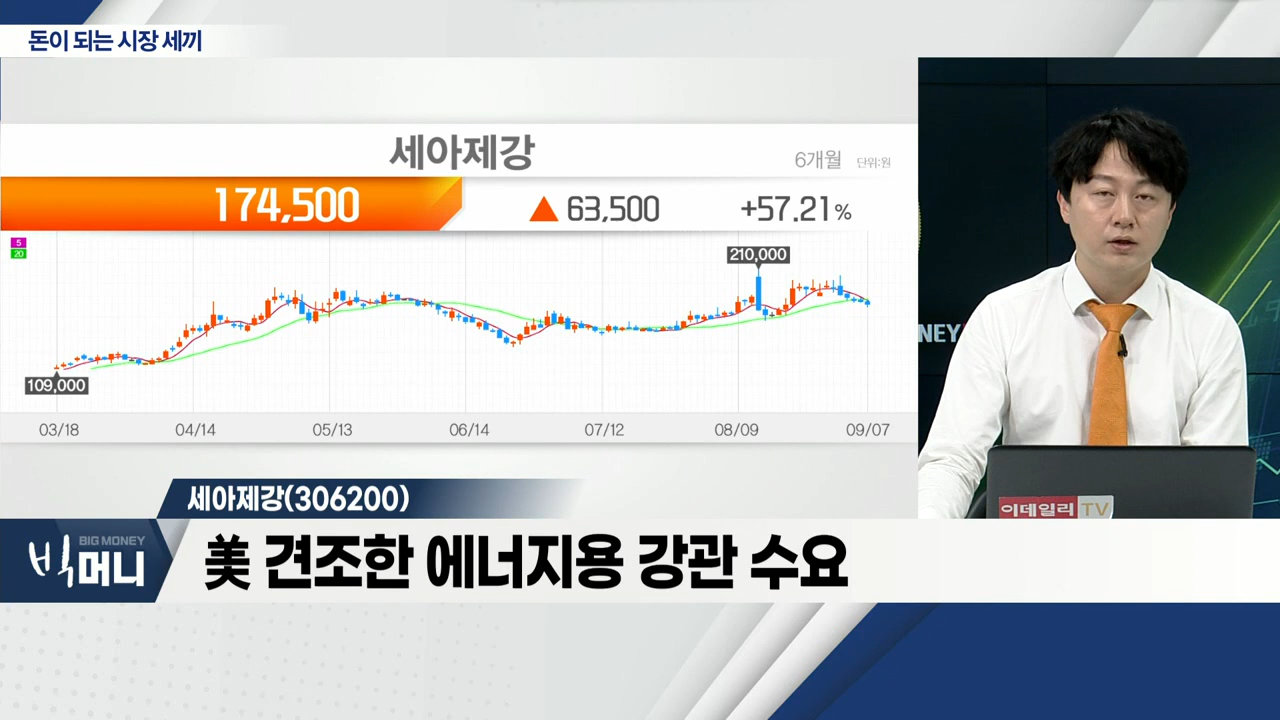 돈이 되는 시장 세끼
세아제강
6개월 단위:원
174,500 ▲ 63,500 +57.21%
5
20
210,000
109,000
03/18 04/14 05/13 06/14 07/12 08/09 09/07
NEY
이데일리 TV
세아제강(306200)
BIG MONEY
빅머니
美 견조한 에너지용 강관 수요